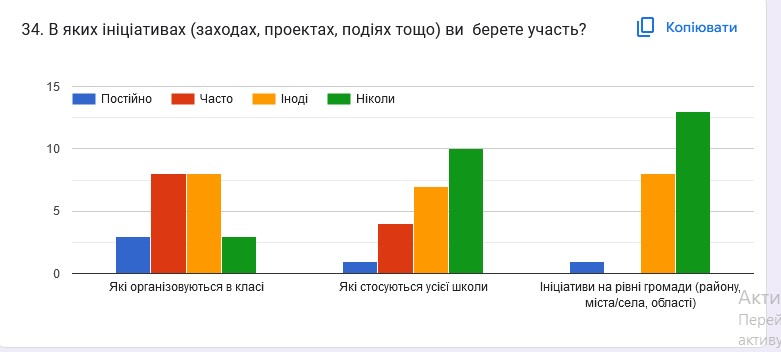 34. В яких ініціативах (заходах, проектах, подіях тощо) ви берете участь?
Копіювати
15
Постійно Часто Іноді Ніколи
10
5
0
Які організовуються в класі Які стосуються усієї школи Ініціативи на рівні громади (району,
міста/села, області)
Акти
Перей
активу